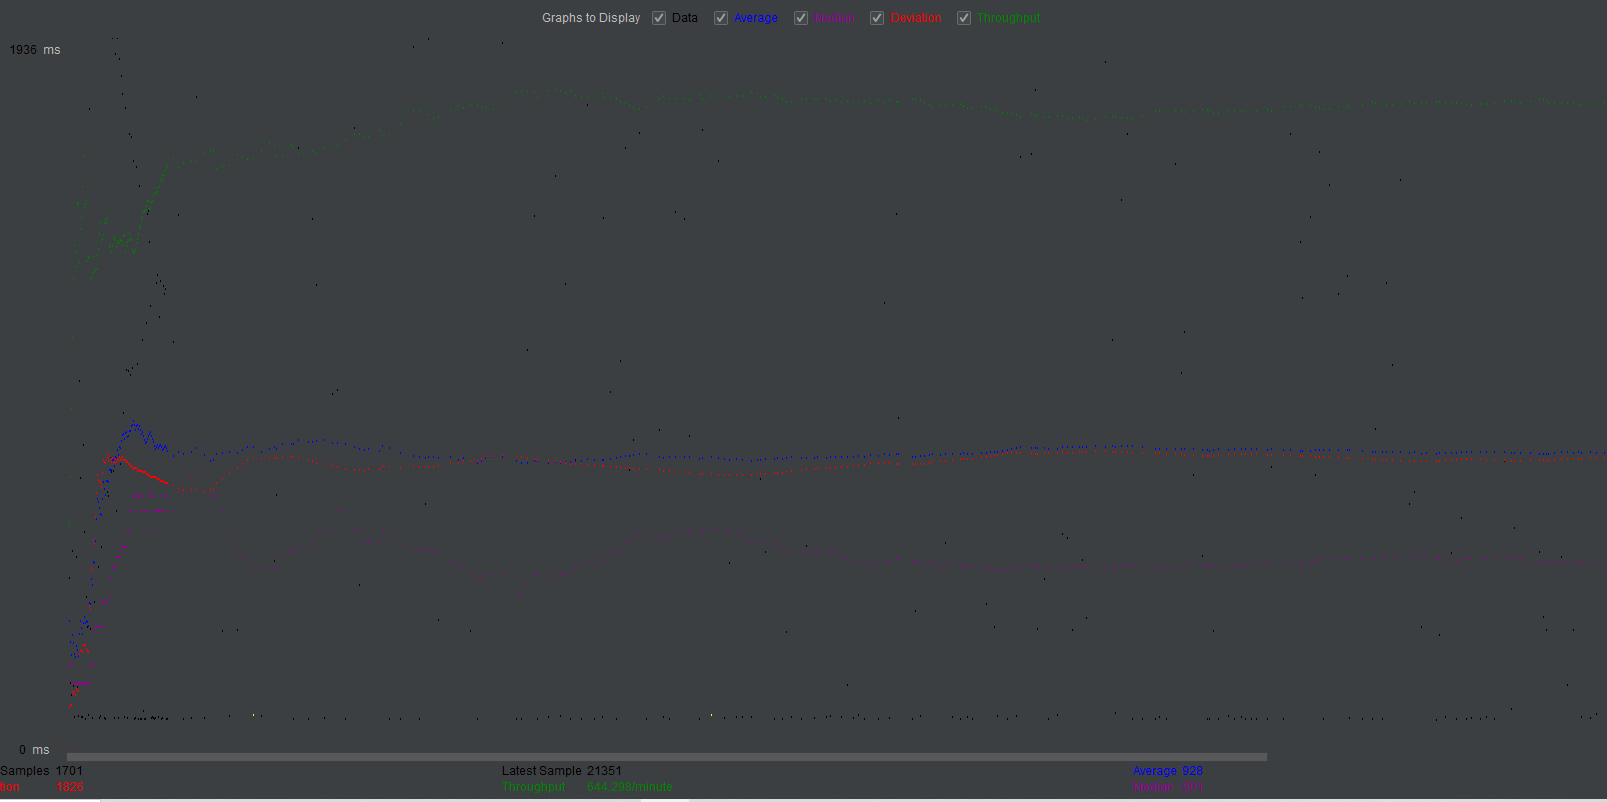 Graphs to Display Data Average Median Deviation Throughput
1936 ms
0 ms
Samples 1701 Latest Sample 21351 Average 928
tion 1826 Throughput 644.298/minute Median 301